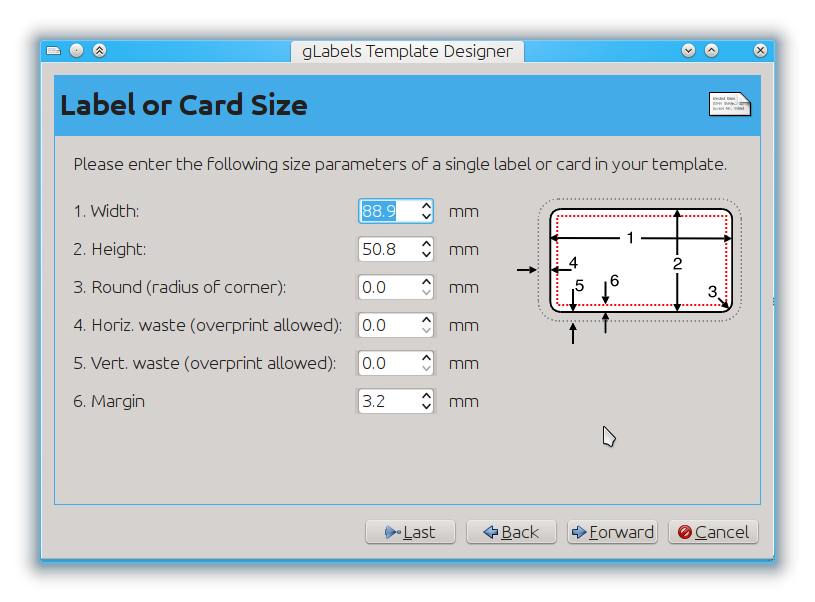 gLabels Template Designer
Label or Card Size
Please enter the following size parameters of a single label or card in your template.
1. Width: 88.9 mm
2. Height: 50.8 mm
3. Round (radius of corner): 0.0 mm
4. Horiz. waste (overprint allowed): 0.0 mm
5. Vert. waste (overprint allowed): 0.0 mm
6. Margin 3.2 mm
1
4
2
5
6
3
Last Back Forward Cancel